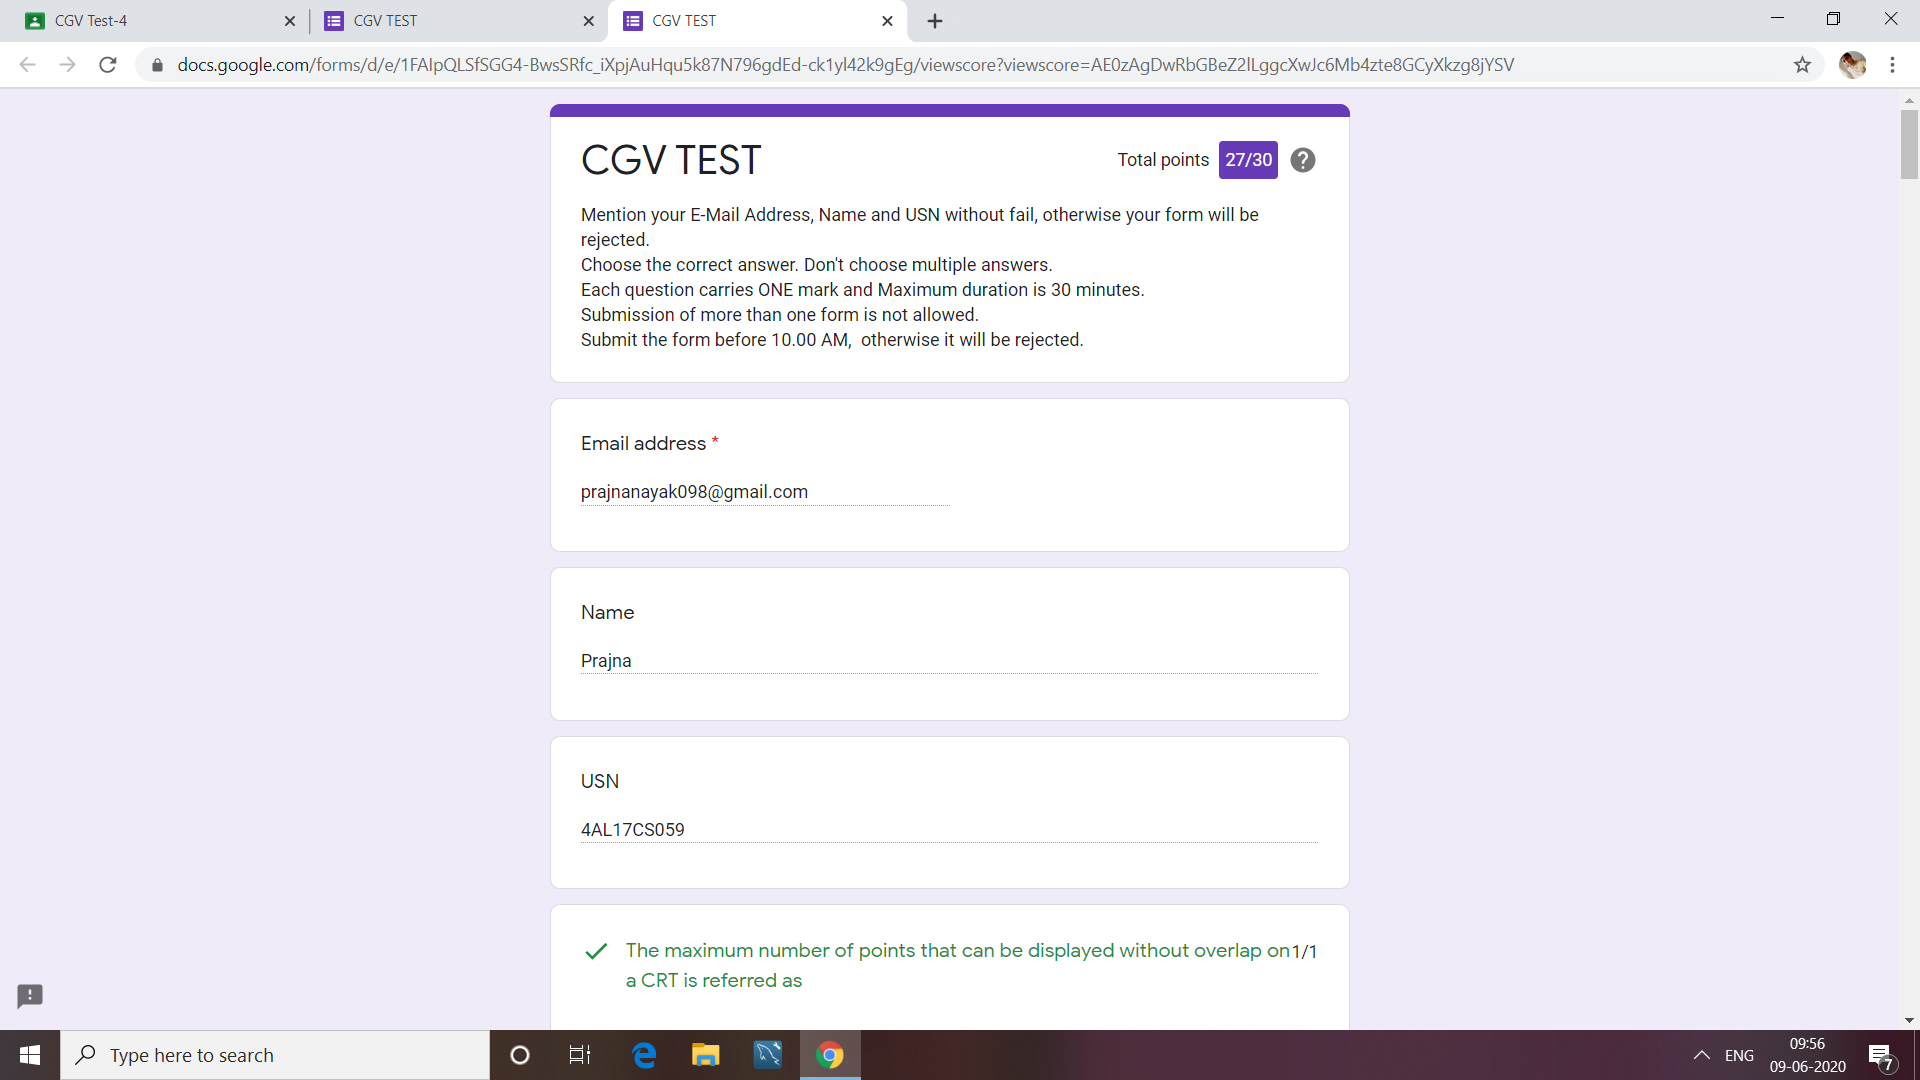 CGV Test-4
CGV TEST
CGV TEST
docs.google.com/forms/d/e/1FAIpQLSfSGG4-BwsSRfc_iXpjAuHqu5k87N796gdEd-ck1yl42k9gEg/viewscore?viewscore=AE0zAgDwRbGBeZ2lLggcXwJc6Mb4zte8GCyXkzg8jYSV
CGV TEST
Total points 27/30
Mention your E-Mail Address, Name and USN without fail, otherwise your form will be
rejected.
Choose the correct answer. Don't choose multiple answers.
Each question carries ONE mark and Maximum duration is 30 minutes.
Submission of more than one form is not allowed.
Submit the form before 10.00 AM,  otherwise it will be rejected.
Email address *
prajnanayak098@gmail.com
Name
Prajna
USN
4AL17CS059
The maximum number of points that can be displayed without overlap on 1/1
a CRT is referred as
Type here to search
ENG
09:56
09-06-2020
7